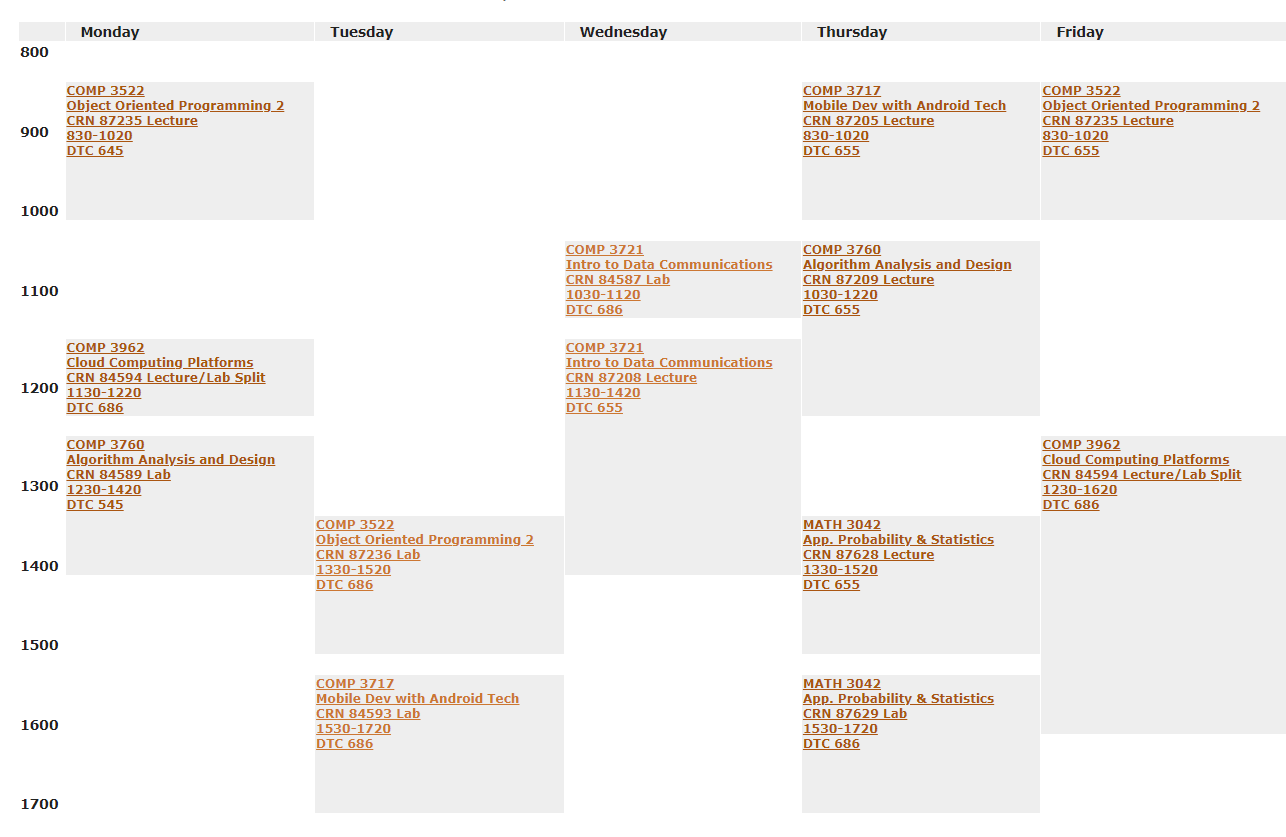 Monday Tuesday Wednesday Thursday Friday
800
COMP 3522
Object Oriented Programming 2
CRN 87235 Lecture
830-1020
DTC 645
COMP 3717
Mobile Dev with Android Tech
CRN 87205 Lecture
830-1020
DTC 655
COMP 3522
Object Oriented Programming 2
CRN 87235 Lecture
830-1020
DTC 655
900
1000
COMP 3721
Intro to Data Communications
CRN 84587 Lab
1030-1120
DTC 686
COMP 3760
Algorithm Analysis and Design
CRN 87209 Lecture
1030-1220
DTC 655
1100
COMP 3962
Cloud Computing Platforms
CRN 84594 Lecture/Lab Split
1130-1220
DTC 686
COMP 3721
Intro to Data Communications
CRN 87208 Lecture
1130-1420
DTC 655
1200
COMP 3760
Algorithm Analysis and Design
CRN 84589 Lab
1230-1420
DTC 545
COMP 3962
Cloud Computing Platforms
CRN 84594 Lecture/Lab Split
1230-1620
DTC 686
1300
COMP 3522
Object Oriented Programming 2
CRN 87236 Lab
1330-1520
DTC 686
MATH 3042
App. Probability & Statistics
CRN 87628 Lecture
1330-1520
DTC 655
1400
1500
COMP 3717
Mobile Dev with Android Tech
CRN 84593 Lab
1530-1720
DTC 686
MATH 3042
App. Probability & Statistics
CRN 87629 Lab
1530-1720
DTC 686
1600
1700